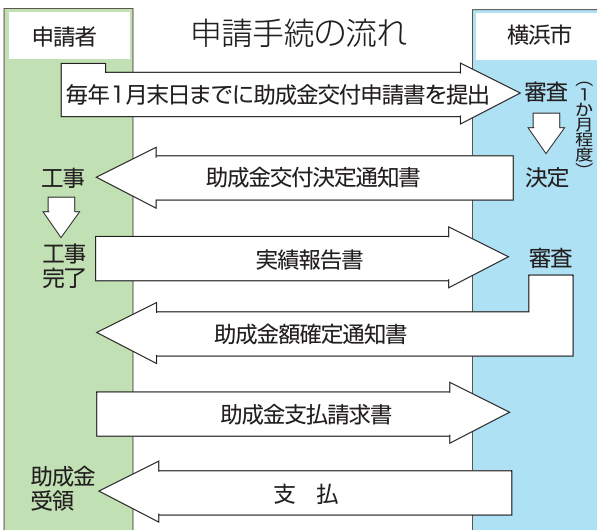 申請者
申請手続の流れ
横浜市
毎年1月末日までに助成金交付申請書を提出
審査
(1か月程度)
工事
助成金交付決定通知書
決定
工事
完了
実績報告書
審査
助成金額確定通知書
助成金支払請求書
助成金
受領
支　払